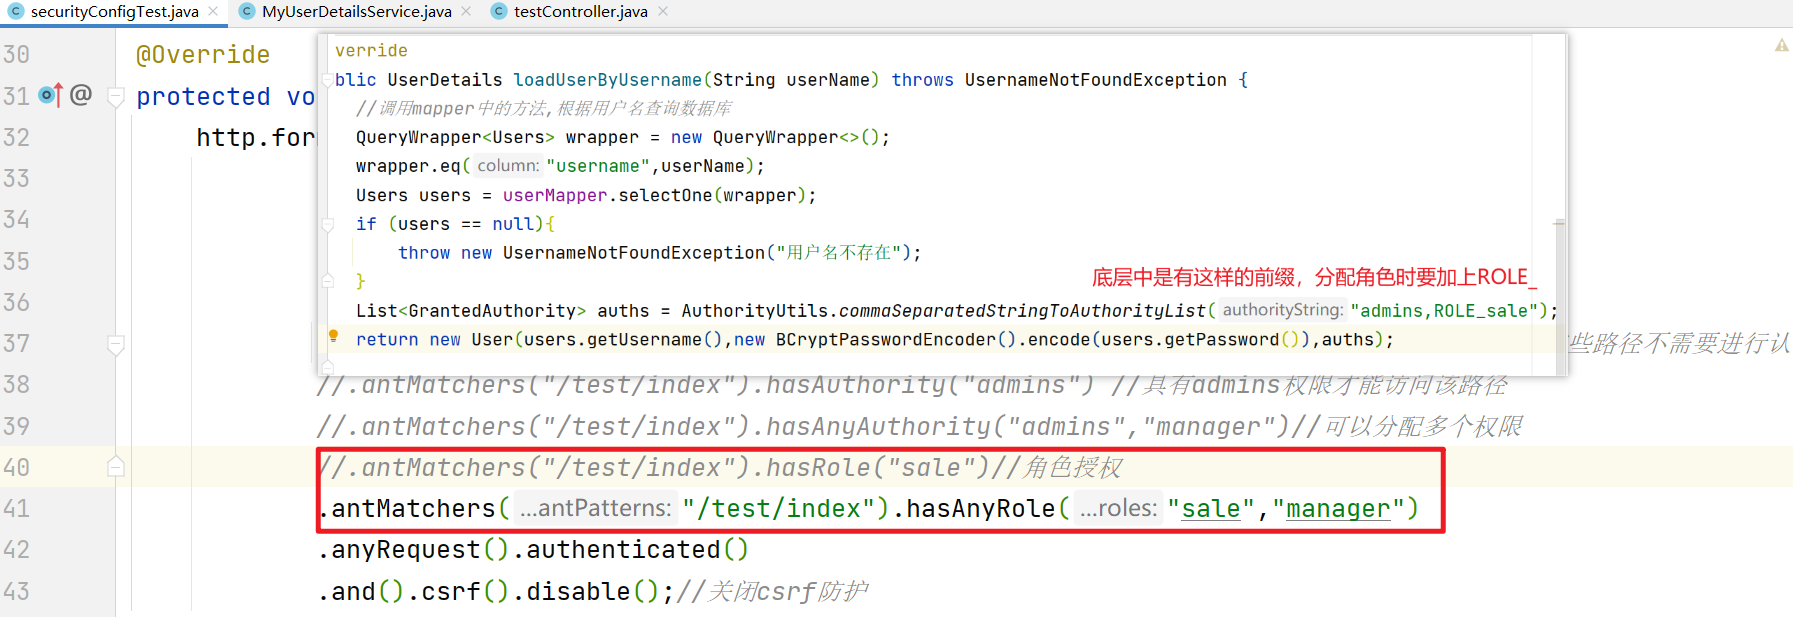 securityConfigTest.java MyUserDetailsService.java testController.java
30 @Override
31 @ protected vo
32 http.for
33
34
35
36
37 些路径不需要进行认
verride
blic UserDetails loadUserByUsername(String userName) throws UsernameNotFoundException {
//调用mapper中的方法,根据用户名查询数据库
QueryWrapper<Users> wrapper = new QueryWrapper<>();
wrapper.eq( column: "username",userName);
Users users = userMapper.selectOne(wrapper);
if (users == null){
throw new UsernameNotFoundException("用户名不存在");
}
底层中是有这样的前缀，分配角色时要加上ROLE_
List<GrantedAuthority> auths = AuthorityUtils.commaSeparatedStringToAuthorityList( authorityString: "admins,ROLE_sale");
return new User(users.getUsername(),new BCryptPasswordEncoder().encode(users.getPassword()),auths);
38 //.antMatchers("/test/index").hasAuthority("admins") //具有admins权限才能访问该路径
39 //.antMatchers("/test/index").hasAnyAuthority("admins","manager")//可以分配多个权限
40 //.antMatchers("/test/index").hasRole("sale")//角色授权
41 .antMatchers( ...antPatterns: "/test/index").hasAnyRole( ...roles: "sale","manager")
42 .anyRequest().authenticated()
43 .and().csrf().disable();//关闭csrf防护